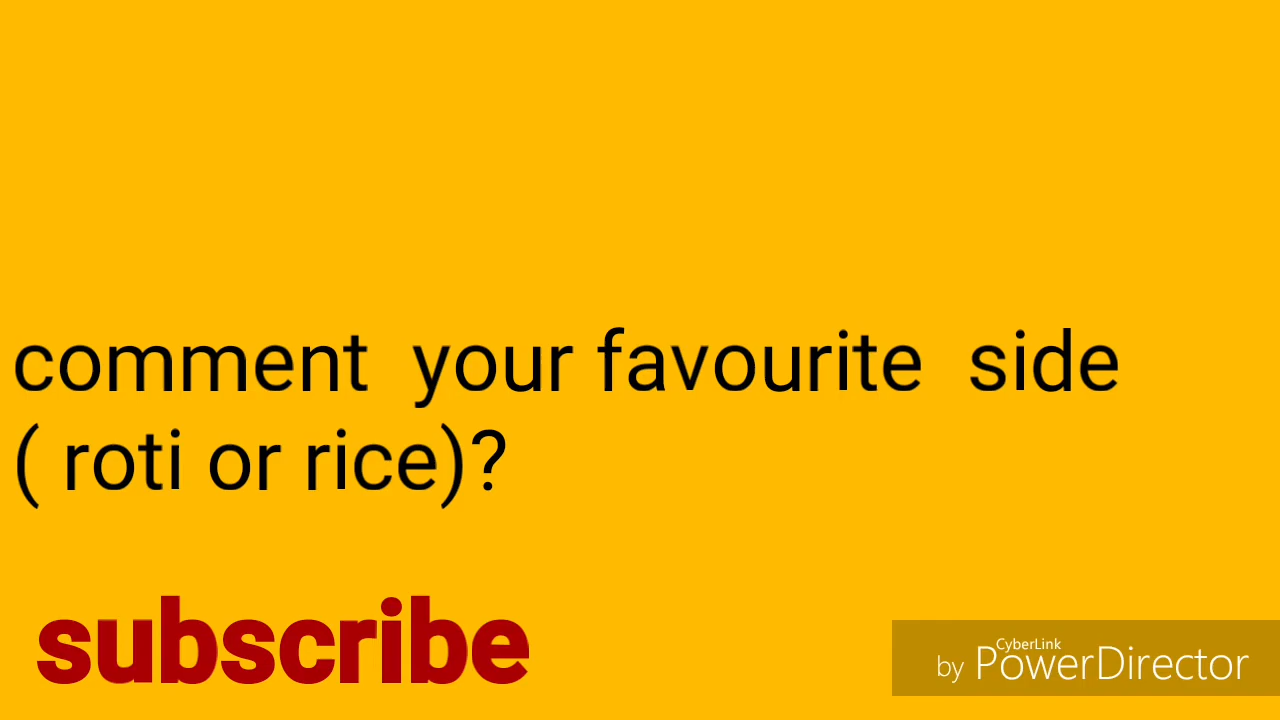 comment your favourite side
( roti or rice)?
subscribe
CyberLink
by PowerDirector